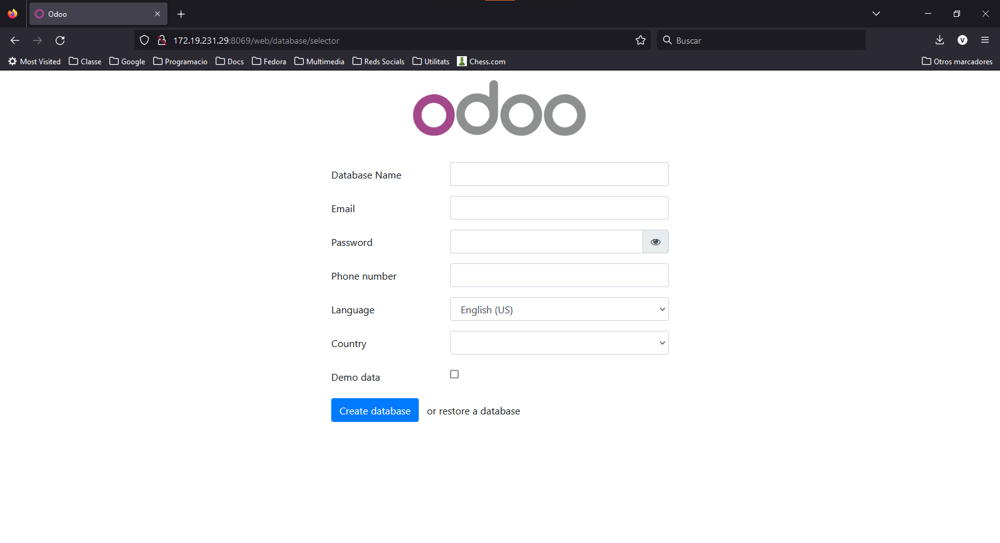 Odoo
172.19.231.29:8069/web/database/selector
Buscar
V
Most Visited
Classe
Google
Programacio
Docs
Fedora
Multimedia
Reds Socials
Utilitats
Chess.com
Otros marcadores
odoo
Database Name
Email
Password
Phone number
Language
English (US)
Country
Demo data
Create database or restore a database